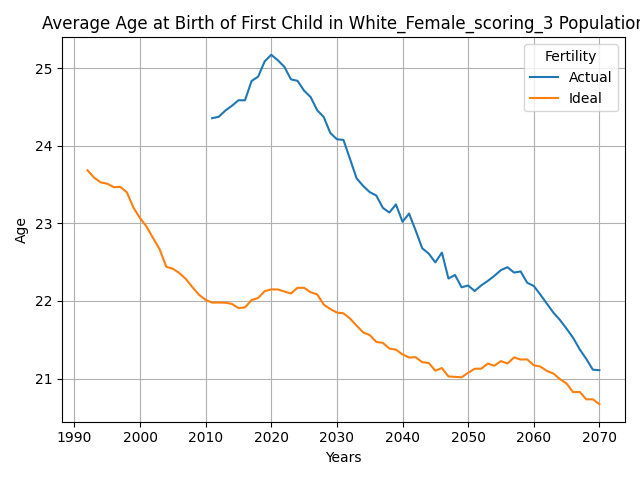 Average Age at Birth of First Child in White_Female_scoring_3 Population
Fertility
Actual
Ideal
25
24
23
22
21
Age
1990 2000 2010 2020 2030 2040 2050 2060 2070
Years